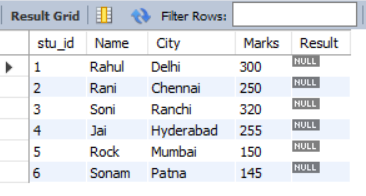 Result Grid Filter Rows:
stu_id Name City Marks Result
1 Rahul Delhi 300 NULL
2 Rani Chennai 250 NULL
3 Soni Ranchi 320 NULL
4 Jai Hyderabad 255 NULL
5 Rock Mumbai 150 NULL
6 Sonam Patna 145 NULL